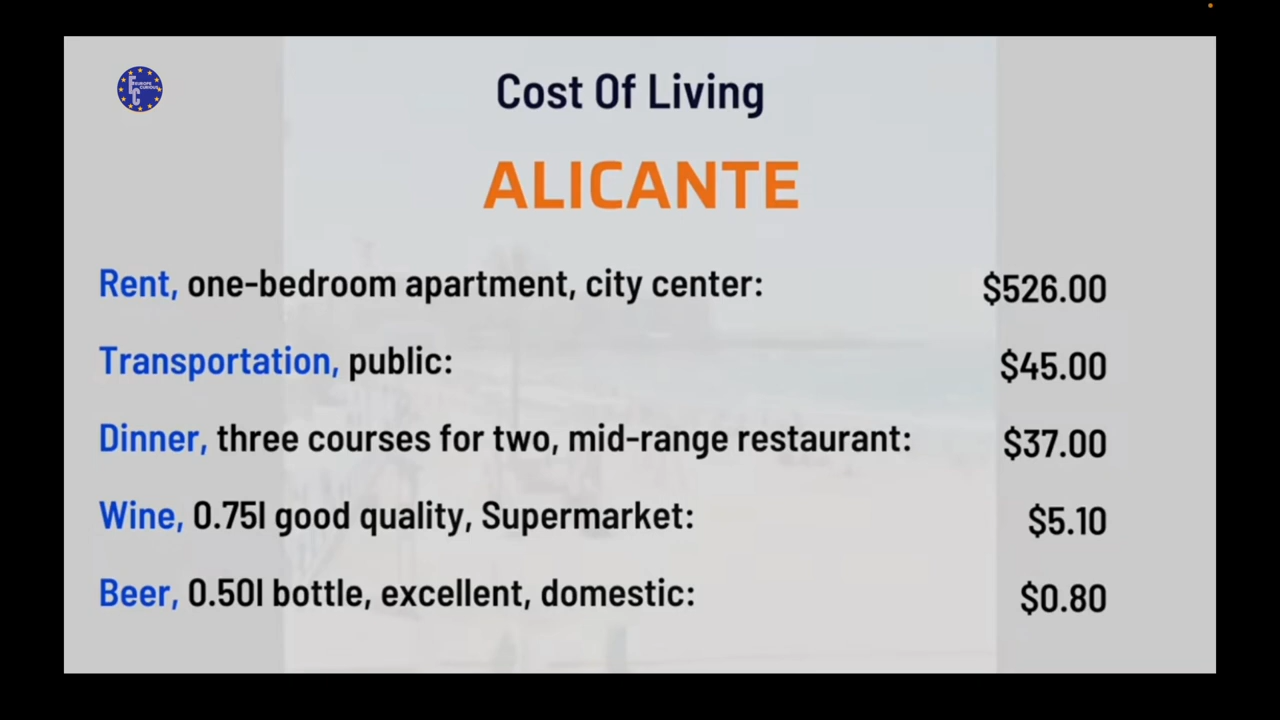 EUROPE
CURIOUS
Cost Of Living
ALICANTE
Rent, one-bedroom apartment, city center: $526.00
Transportation, public: $45.00
Dinner, three courses for two, mid-range restaurant: $37.00
Wine, 0.75l good quality, Supermarket: $5.10
Beer, 0.50l bottle, excellent, domestic: $0.80